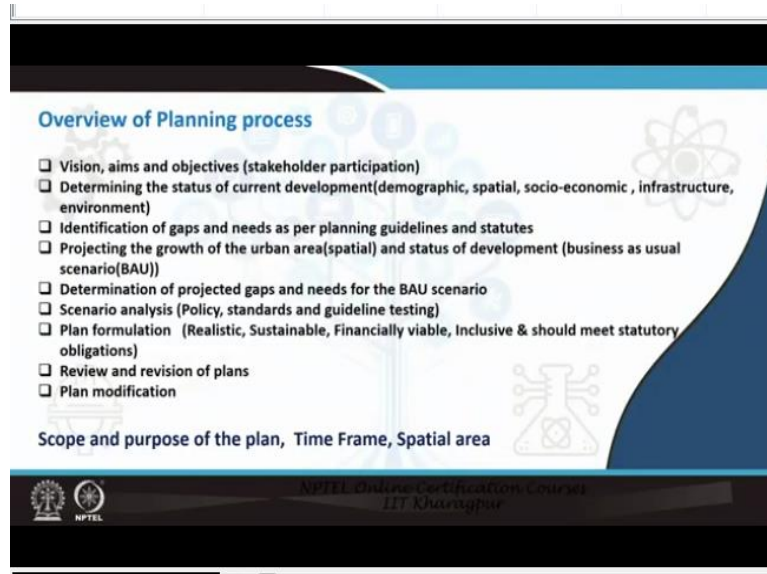 Overview of Planning process
❑ Vision, aims and objectives (stakeholder participation)
❑ Determining the status of current development(demographic, spatial, socio-economic , infrastructure,
environment)
❑ Identification of gaps and needs as per planning guidelines and statutes
❑ Projecting the growth of the urban area(spatial) and status of development (business as usual
scenario(BAU))
❑ Determination of projected gaps and needs for the BAU scenario
❑ Scenario analysis (Policy, standards and guideline testing)
❑ Plan formulation (Realistic, Sustainable, Financially viable, Inclusive & should meet statutory
obligations)
❑ Review and revision of plans
❑ Plan modification
Scope and purpose of the plan, Time Frame, Spatial area
NPTEL Online Certification Courses
IIT Kharagpur
NPTEL